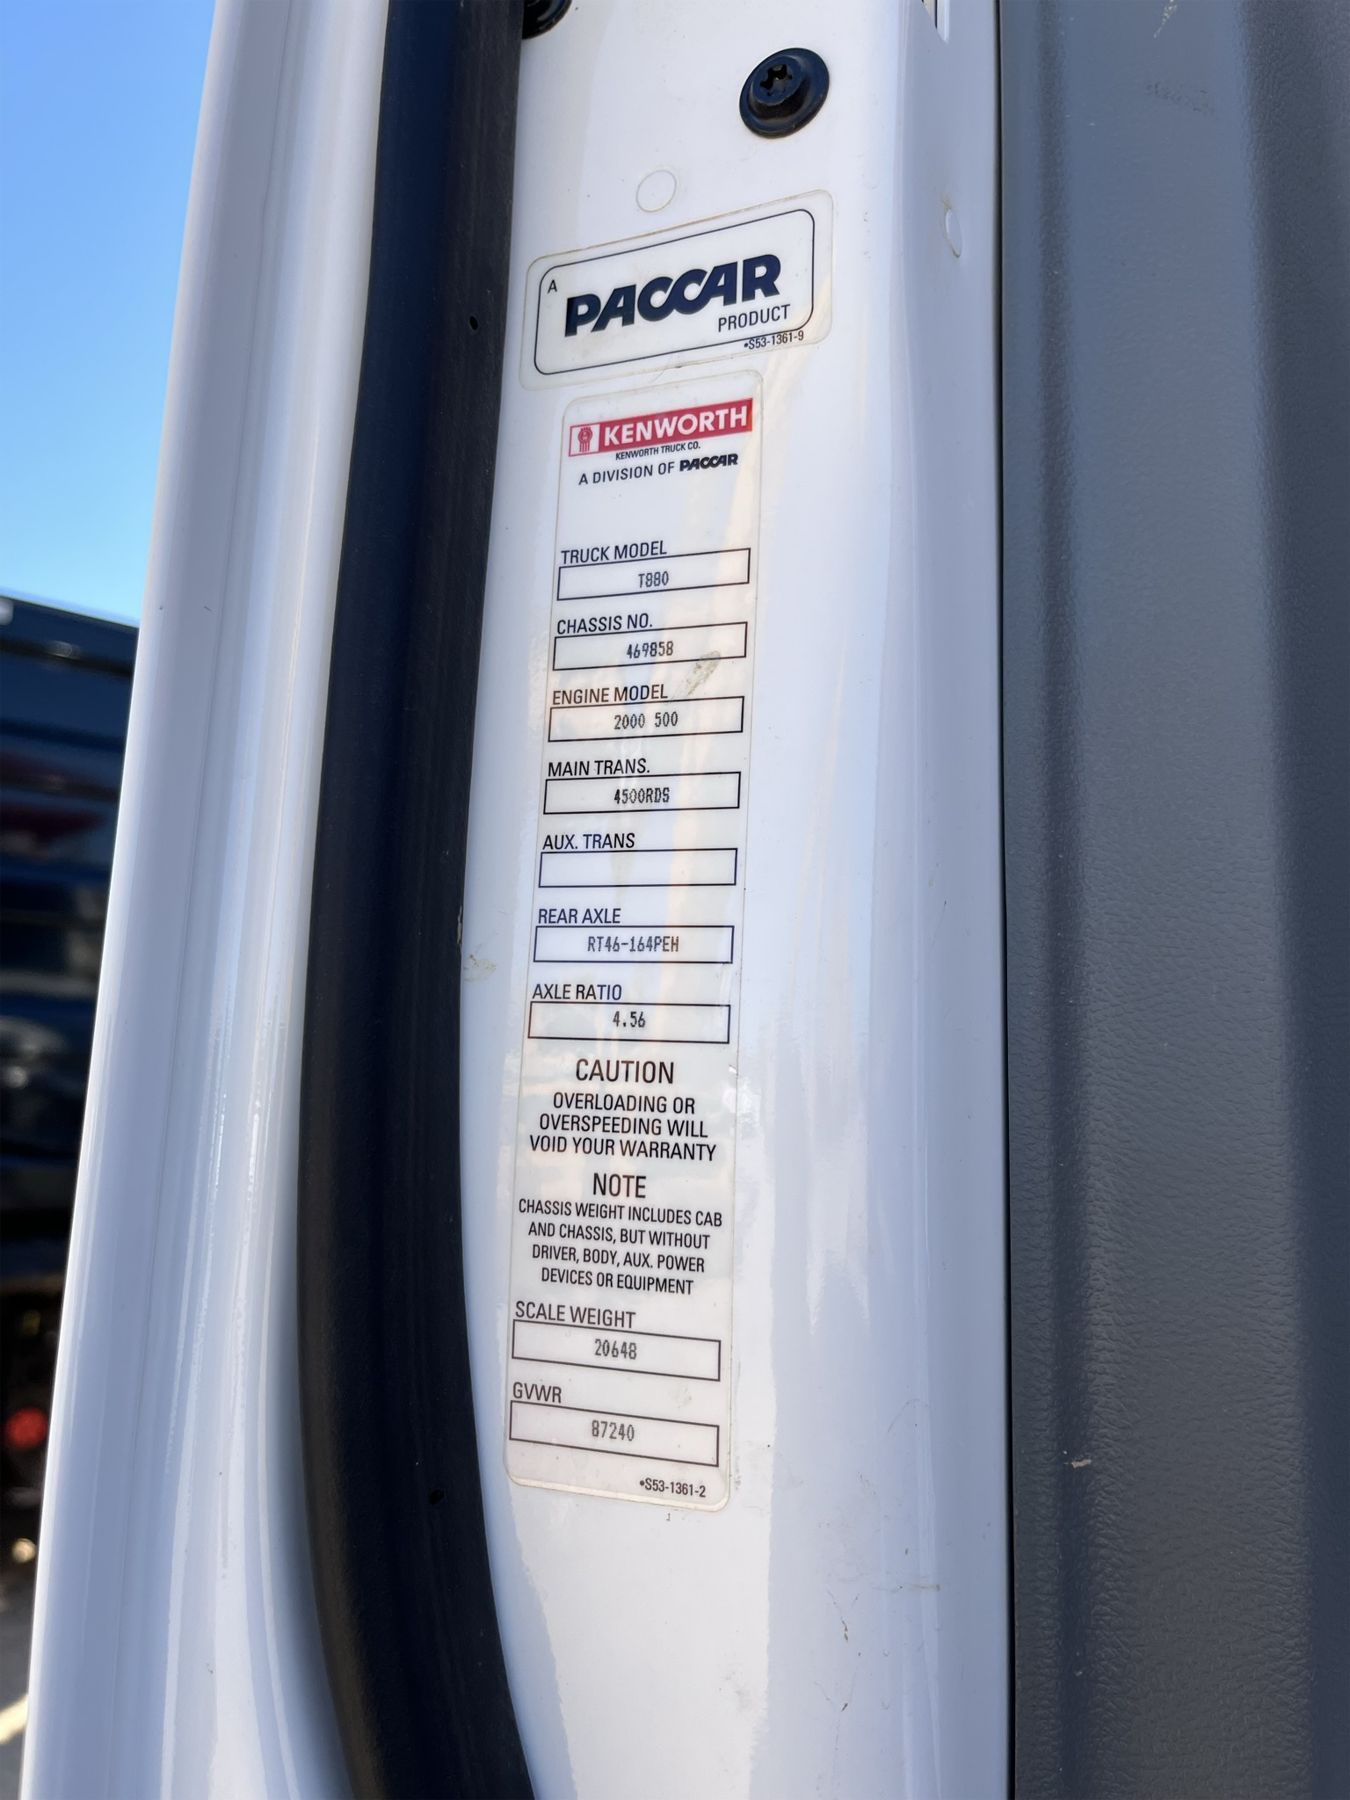 A
PACCAR
PRODUCT
•S53-1361-9
KENWORTH
KENWORTH TRUCK CO.
A DIVISION OF PACCAR
TRUCK MODEL
T880
CHASSIS NO.
469858
ENGINE MODEL
2000 500
MAIN TRANS.
4500RDS
AUX. TRANS
REAR AXLE
RT46-164PEH
AXLE RATIO
4.56
CAUTION
OVERLOADING OR
OVERSPEEDING WILL
VOID YOUR WARRANTY
NOTE
CHASSIS WEIGHT INCLUDES CAB
AND CHASSIS, BUT WITHOUT
DRIVER, BODY, AUX. POWER
DEVICES OR EQUIPMENT
SCALE WEIGHT
20648
GVWR
87240
•S53-1361-2